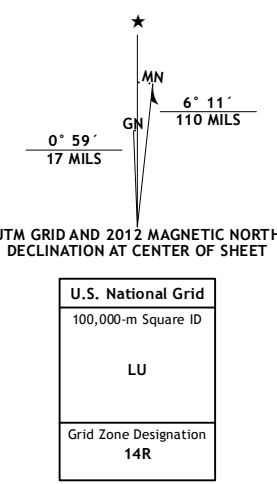 ★
MN
6° 11´
110 MILS
GN
0° 59´
17 MILS
UTM GRID AND 2012 MAGNETIC NORTH
DECLINATION AT CENTER OF SHEET
U.S. National Grid
100,000-m Square ID
LU
Grid Zone Designation
14R